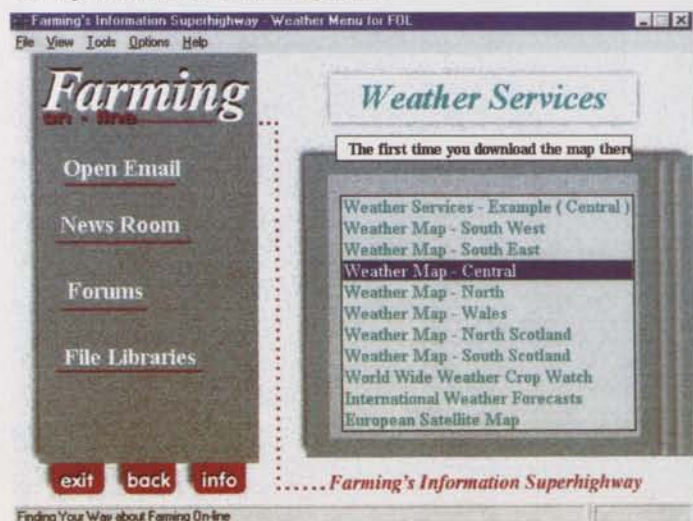 Farming's Information Superhighway - Weather Menu for FOL
File View Tools Options Help
Farming
on - line
Open Email
News Room
Forums
File Libraries
exit back info
Weather Services
The first time you download the map there
Weather Services - Example ( Central )
Weather Map - South West
Weather Map - South East
Weather Map - Central
Weather Map - North
Weather Map - Wales
Weather Map - North Scotland
Weather Map - South Scotland
World Wide Weather Crop Watch
International Weather Forecasts
European Satellite Map
Farming's Information Superhighway
Finding Your Way about Farming On-line